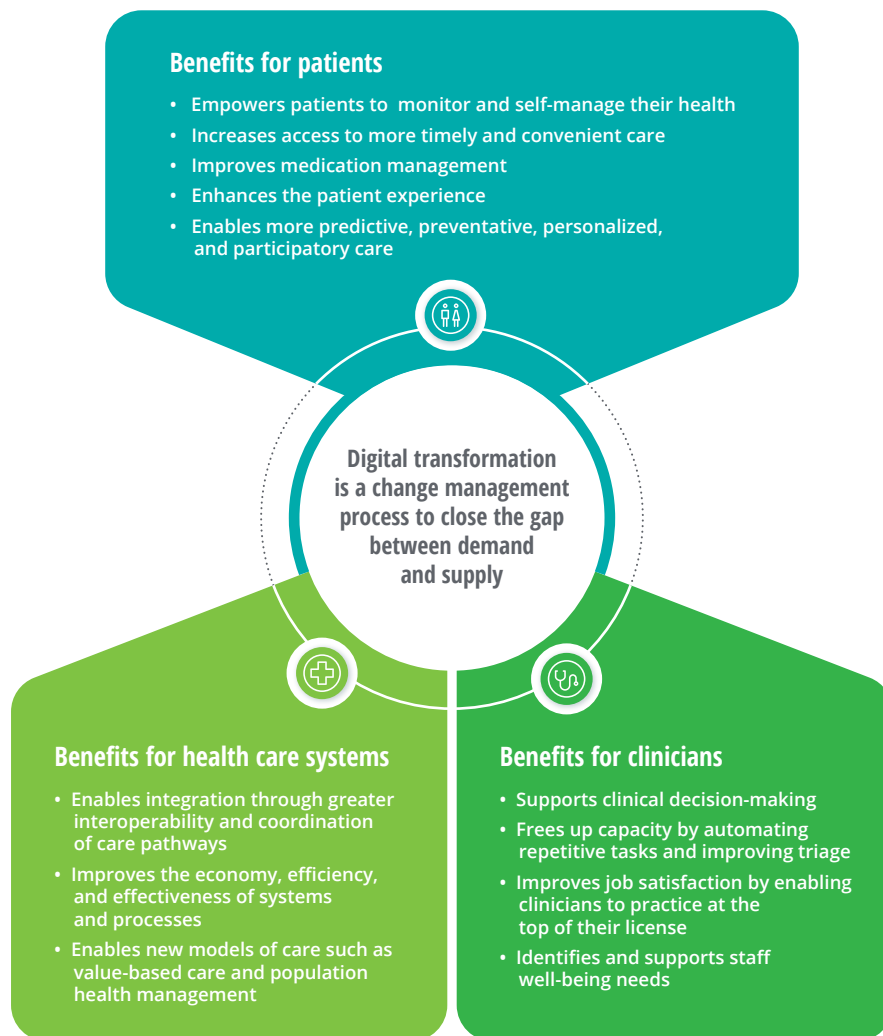 Benefits for patients
• Empowers patients to monitor and self-manage their health
• Increases access to more timely and convenient care
• Improves medication management
• Enhances the patient experience
• Enables more predictive, preventative, personalized,
and participatory care
Digital transformation
is a change management
process to close the gap
between demand
and supply
Benefits for health care systems
• Enables integration through greater
interoperability and coordination
of care pathways
• Improves the economy, efficiency,
and effectiveness of systems
and processes
• Enables new models of care such as
value-based care and population
health management
Benefits for clinicians
• Supports clinical decision-making
• Frees up capacity by automating
repetitive tasks and improving triage
• Improves job satisfaction by enabling
clinicians to practice at the
top of their license
• Identifies and supports staff
well-being needs